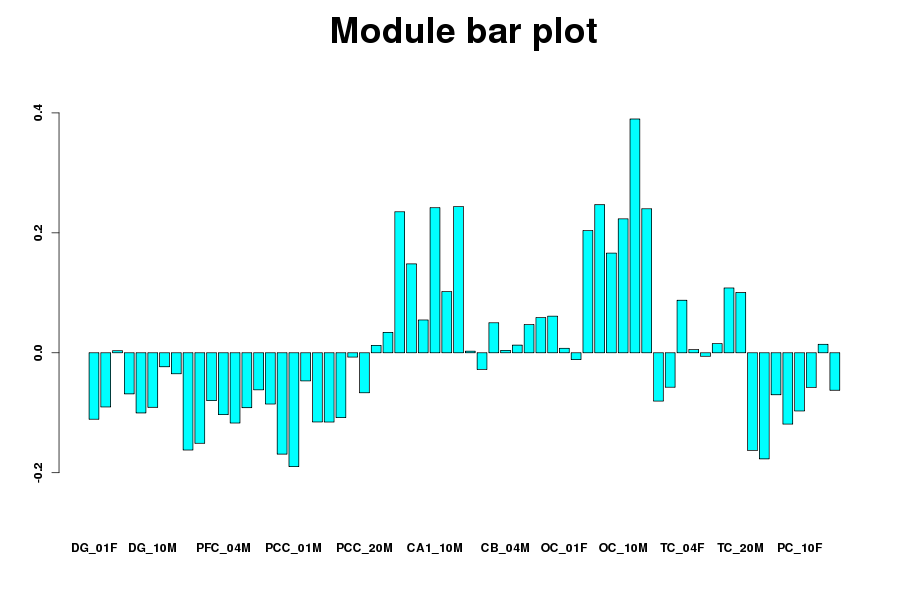 Module bar plot
0.4
0.2
0.0
-0.2
DG_01F DG_10M PFC_04M PCC_01M PCC_20M CA1_10M CB_04M OC_01F OC_10M TC_04F TC_20M PC_10F